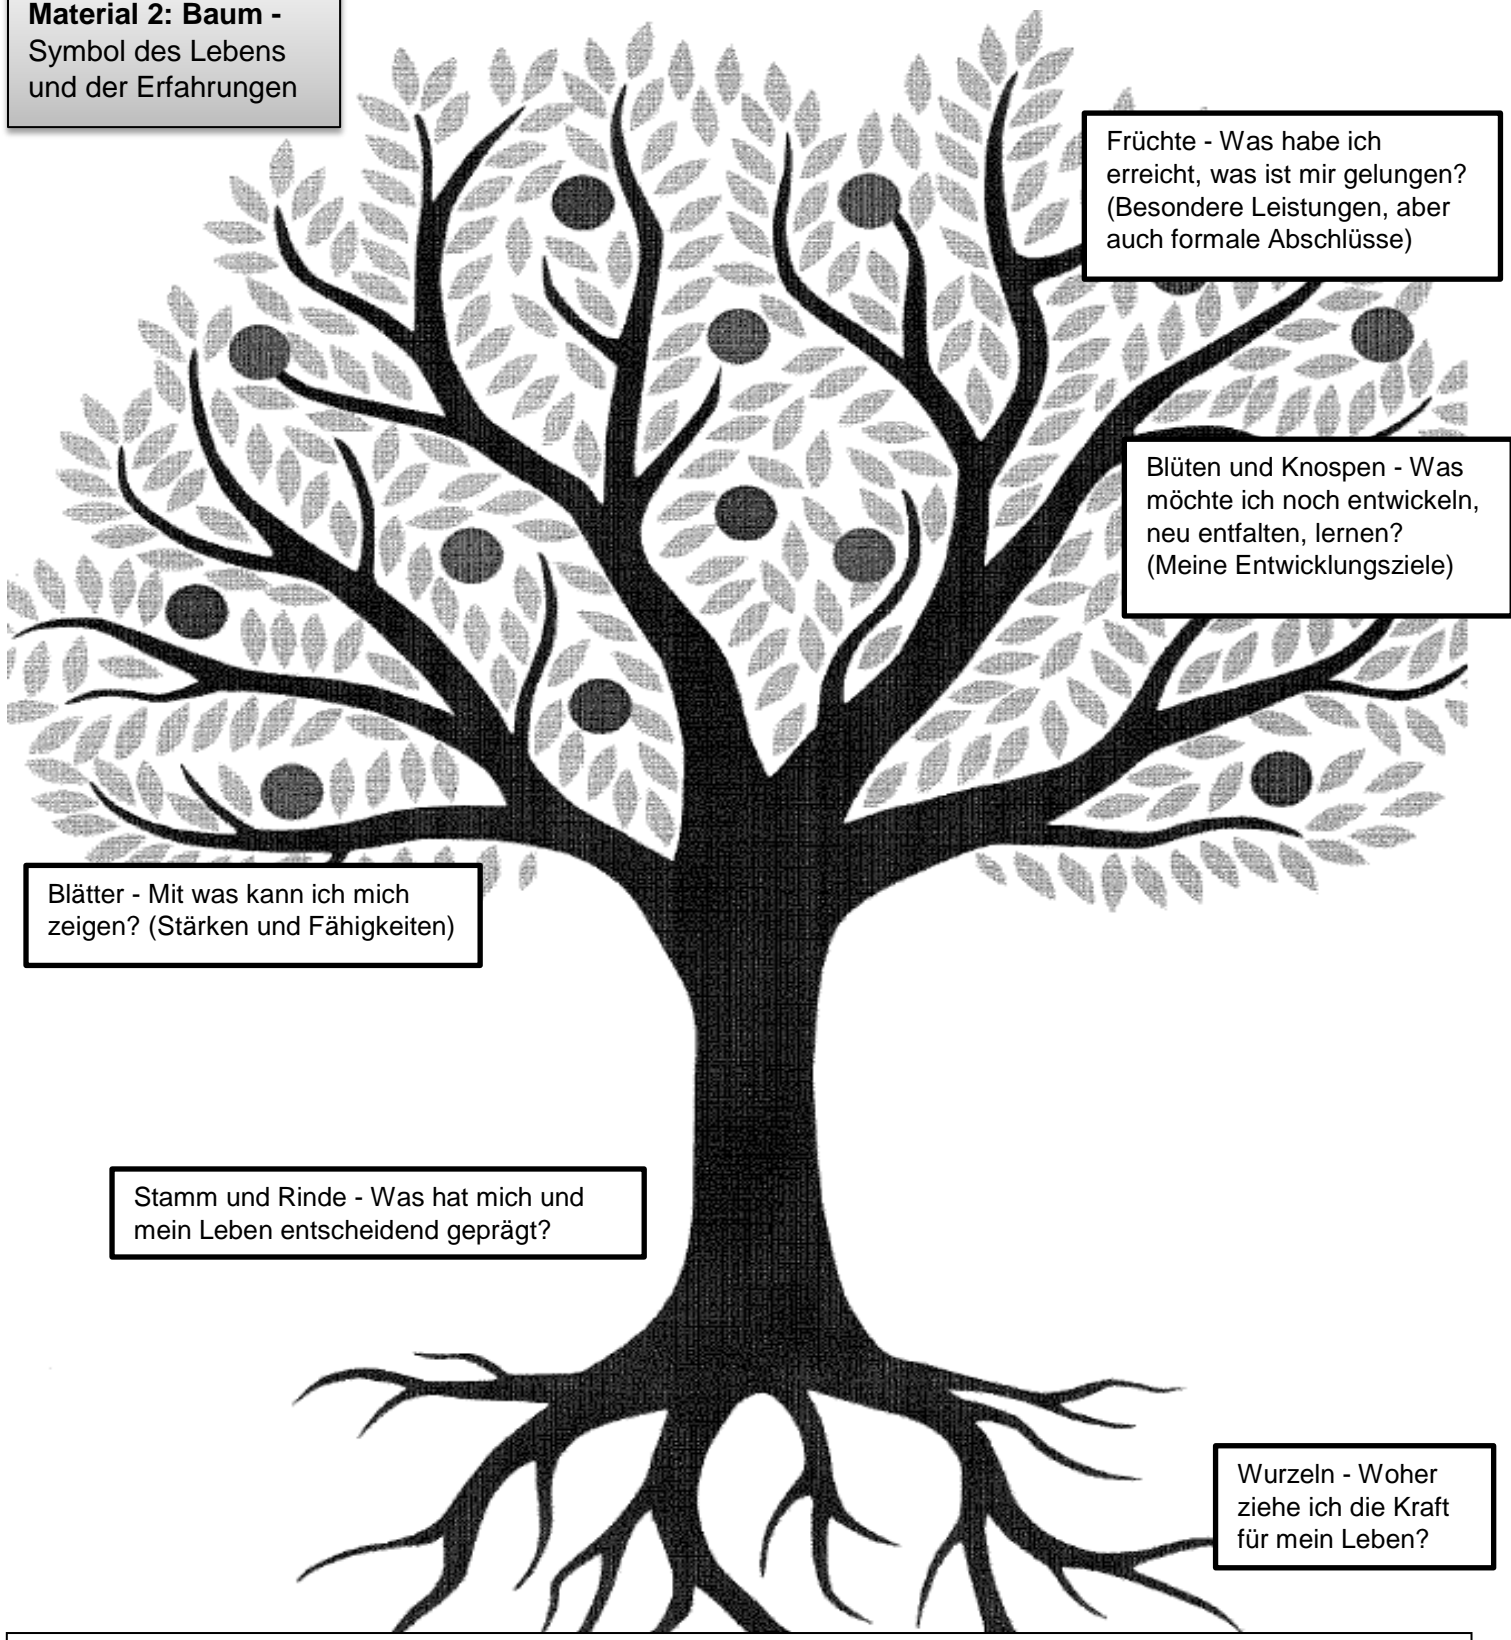 Material 2: Baum -
Symbol des Lebens
und der Erfahrungen
Früchte - Was habe ich
erreicht, was ist mir gelungen?
(Besondere Leistungen, aber
auch formale Abschlüsse)
Blüten und Knospen - Was
möchte ich noch entwickeln,
neu entfalten, lernen?
(Meine Entwicklungsziele)
Blätter - Mit was kann ich mich
zeigen? (Stärken und Fähigkeiten)
Stamm und Rinde - Was hat mich und
mein Leben entscheidend geprägt?
Wurzeln - Woher
ziehe ich die Kraft
für mein Leben?